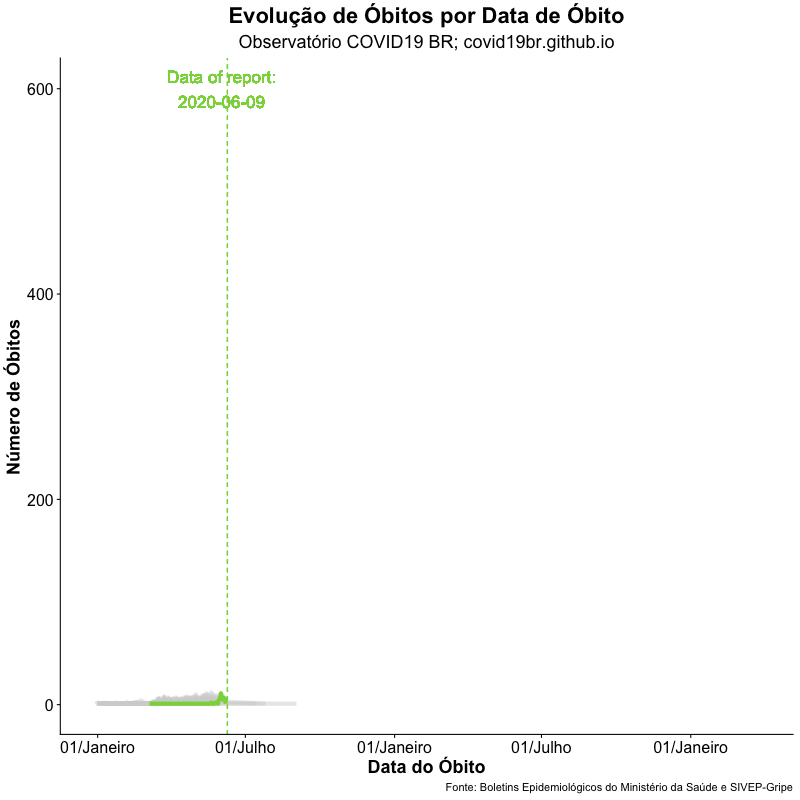 Evolução de Óbitos por Data de Óbito
Observatório COVID19 BR; covid19br.github.io
Data of report:
2020-06-09
600
400
200
0
Número de Óbitos
01/Janeiro
01/Julho
01/Janeiro
01/Julho
01/Janeiro
Data do Óbito
Fonte: Boletins Epidemiológicos do Ministério da Saúde e SIVEP-Gripe